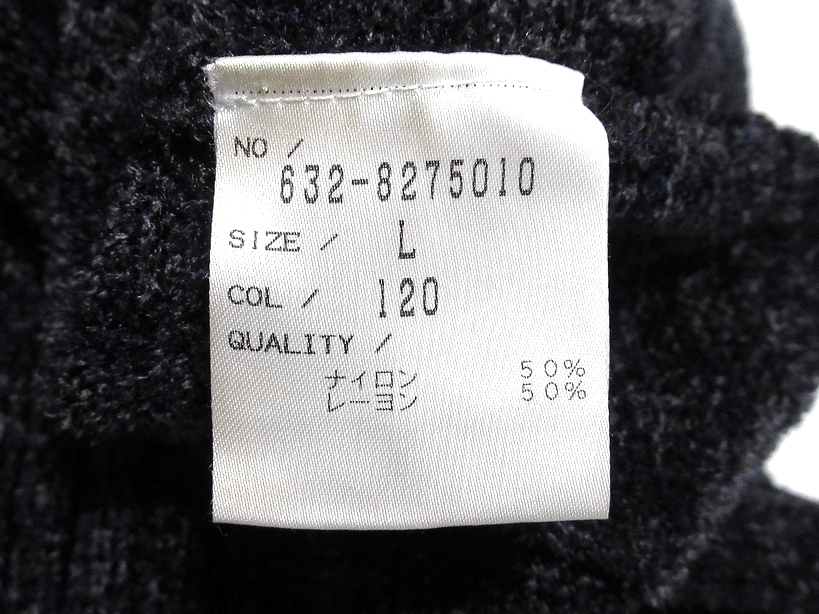 NO /
632-8275010
SIZE / L
COL / 120
QUALITY /
ナイロン 50%
レーヨン 50%